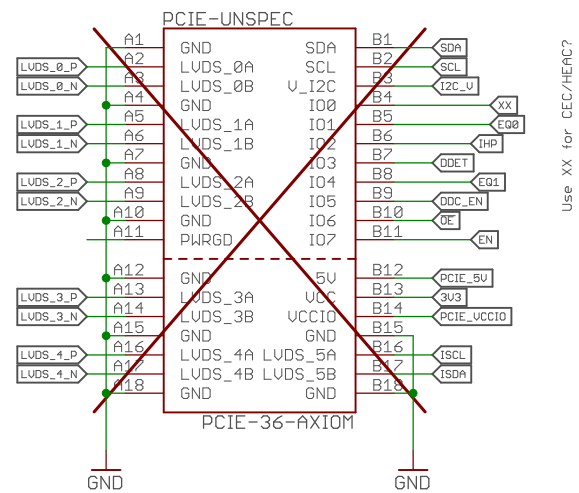 PCIE-UNSPEC
A1 GND SDA B1 SDA
LVDS_0_P A2 LVDS_0A SCL B2 SCL
LVDS_0_N A3 LVDS_0B V_I2C B3 I2C_V
A4 GND IO0 B4 XX
LVDS_1_P A5 LVDS_1A IO1 B5 EQ0
LVDS_1_N A6 LVDS_1B IO2 B6 IHP
A7 GND IO3 B7 DDET
LVDS_2_P A8 LVDS_2A IO4 B8 EQ1
LVDS_2_N A9 LVDS_2B IO5 B9 DDC_EN
A10 GND IO6 B10 OE
A11 PWRGD IO7 B11 EN
A12 GND 5V B12 PCIE_5V
LVDS_3_P A13 LVDS_3A VCC B13 3V3
LVDS_3_N A14 LVDS_3B VCCIO B14 PCIE_VCCIO
A15 GND GND B15
LVDS_4_P A16 LVDS_4A LVDS_5A B16 ISCL
LVDS_4_N A17 LVDS_4B LVDS_5B B17 ISDA
A18 GND GND B18
PCIE-36-AXIOM
GND GND
Use XX for CEC/HEAC?